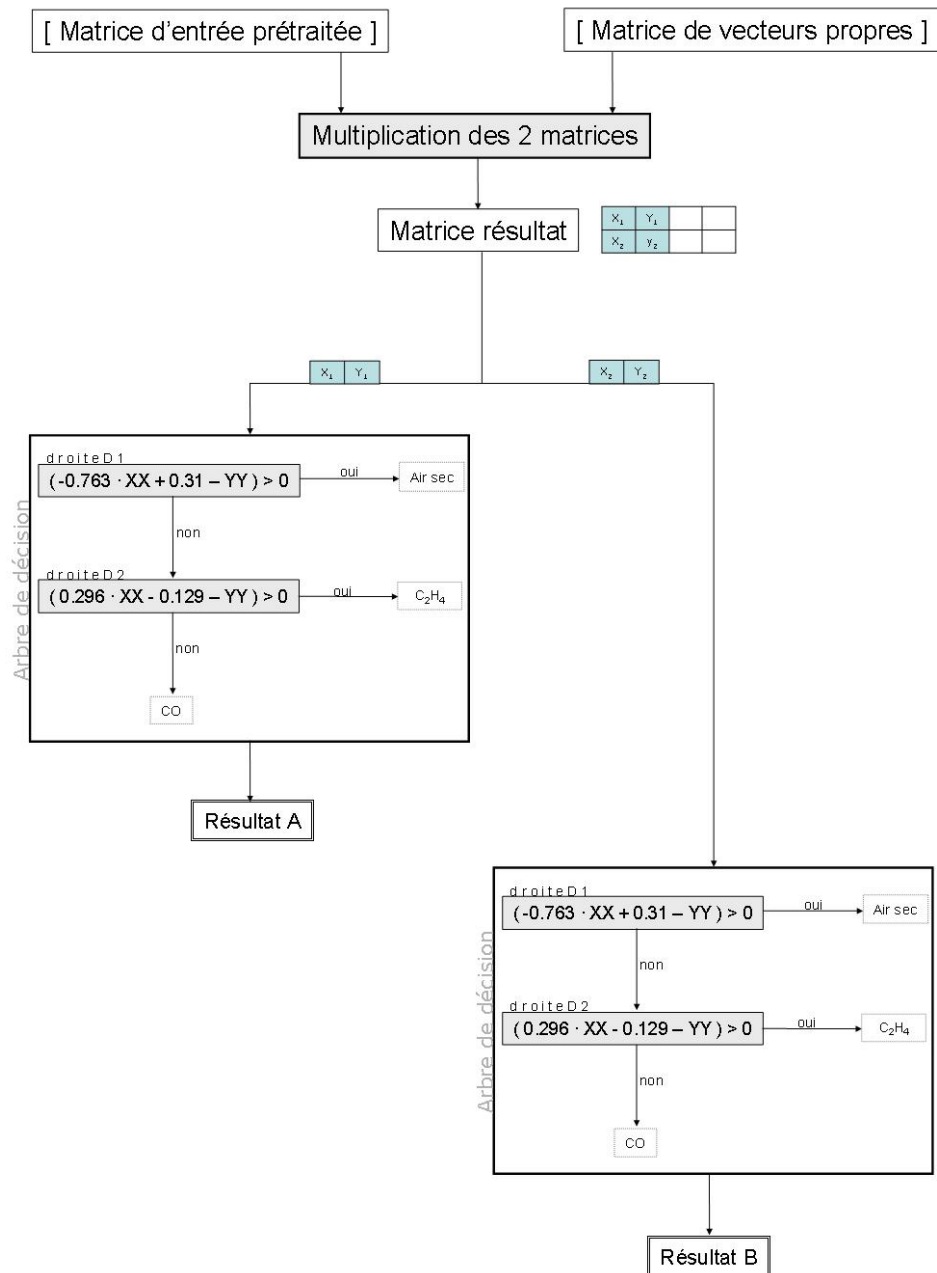 [ Matrice d'entrée prétraitée ]
[ Matrice de vecteurs propres ]
Multiplication des 2 matrices
Matrice résultat
X₁ Y₁
X₂ y₂
X₁ Y₁
X₂ Y₂
Arbre de décision
droite D1
( -0.763 · XX + 0.31 – YY ) > 0
oui
Air sec
non
droite D2
( 0.296 · XX - 0.129 – YY ) > 0
oui
C₂H₄
non
CO
Résultat A
Arbre de décision
droite D1
( -0.763 · XX + 0.31 – YY ) > 0
oui
Air sec
non
droite D2
( 0.296 · XX - 0.129 – YY ) > 0
oui
C₂H₄
non
CO
Résultat B